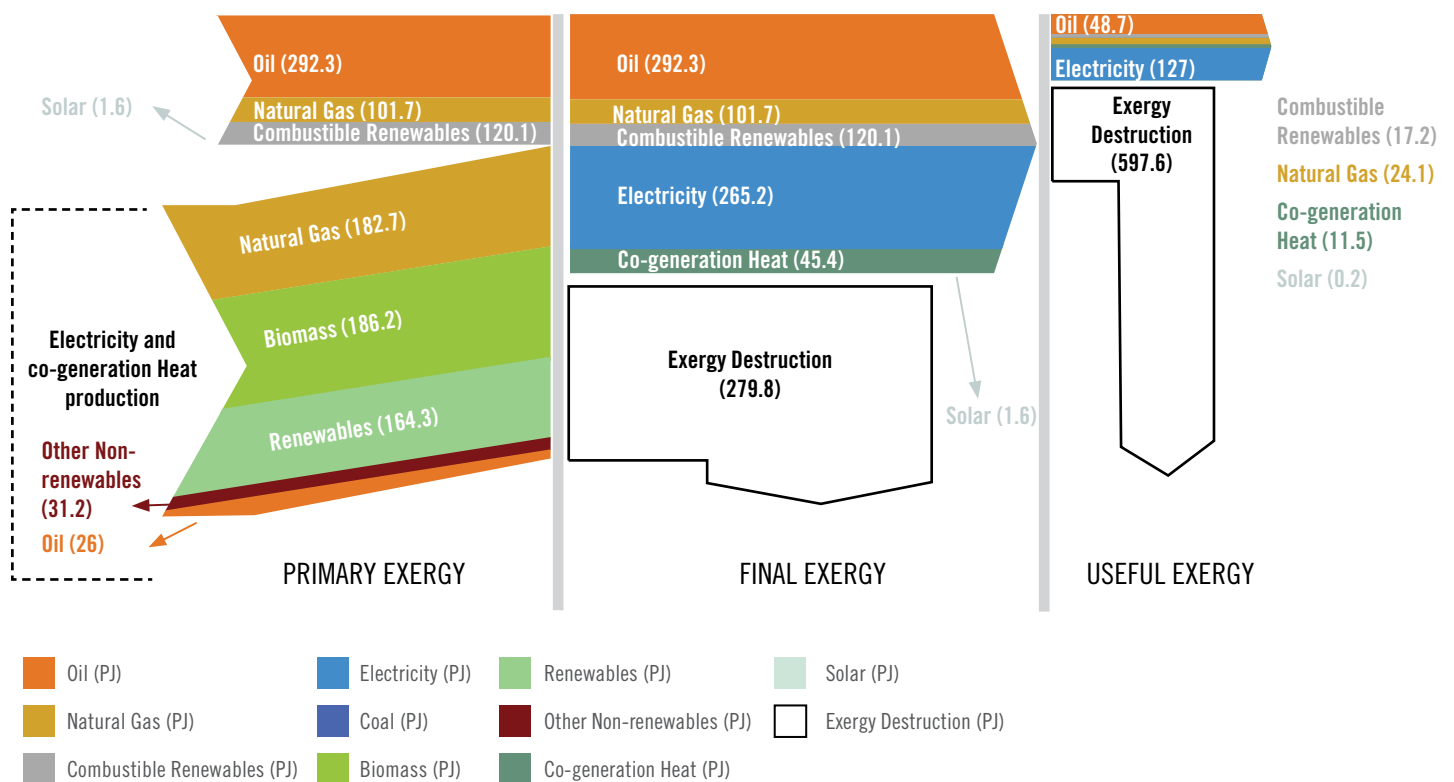 Solar (1.6)
Oil (292.3)
Natural Gas (101.7)
Combustible Renewables (120.1)
Electricity and
co-generation Heat
production
Natural Gas (182.7)
Biomass (186.2)
Renewables (164.3)
Other Non-
renewables
(31.2)
Oil (26)
PRIMARY EXERGY
Oil (292.3)
Natural Gas (101.7)
Combustible Renewables (120.1)
Electricity (265.2)
Co-generation Heat (45.4)
Exergy Destruction
(279.8)
Solar (1.6)
FINAL EXERGY
Oil (48.7)
Electricity (127)
Exergy
Destruction
(597.6)
Combustible
Renewables (17.2)
Natural Gas (24.1)
Co-generation
Heat (11.5)
Solar (0.2)
USEFUL EXERGY
Oil (PJ)
Natural Gas (PJ)
Combustible Renewables (PJ)
Electricity (PJ)
Coal (PJ)
Biomass (PJ)
Renewables (PJ)
Other Non-renewables (PJ)
Co-generation Heat (PJ)
Solar (PJ)
Exergy Destruction (PJ)